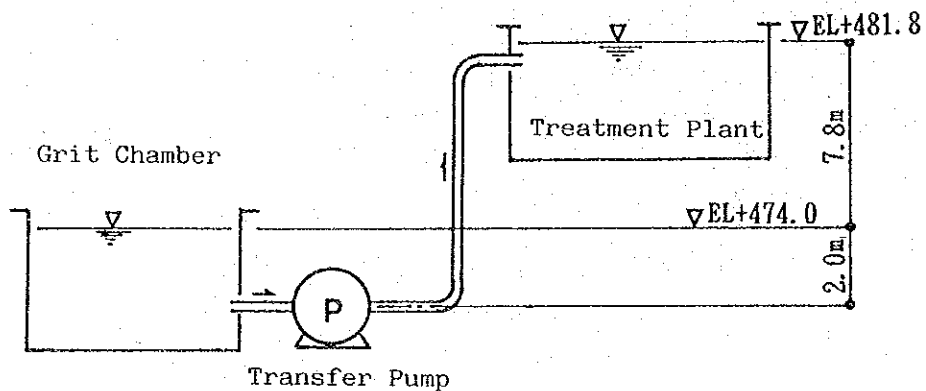 EL+481.8
Treatment Plant
7.8m
Grit Chamber
EL+474.0
2.0m
P
Transfer Pump